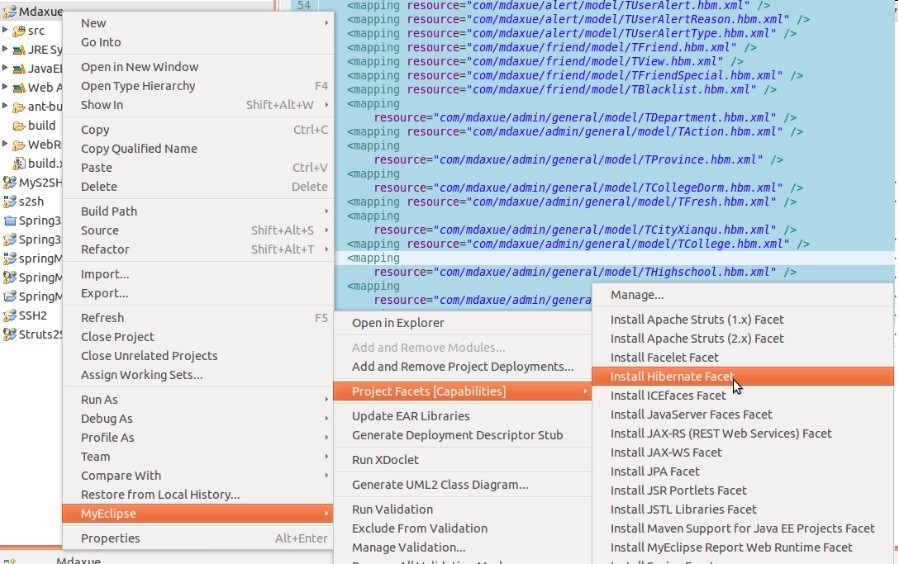 Mdaxue
src
JRE Sy
JavaEE
Web A
ant-bu
build
WebR
build.x
MyS2SH
s2sh
Spring3
Spring3
springM
SpringM
SpringM
SSH2
Struts2S
New
Go Into
Open in New Window
Open Type Hierarchy F4
Show In Shift+Alt+W
Copy Ctrl+C
Copy Qualified Name
Paste Ctrl+V
Delete Delete
Build Path
Source Shift+Alt+S
Refactor Shift+Alt+T
Import...
Export...
Refresh F5
Close Project
Close Unrelated Projects
Assign Working Sets...
Run As
Debug As
Profile As
Team
Compare With
Restore from Local History...
MyEclipse
Properties Alt+Enter
54 <mapping resource="com/mdaxue/alert/model/TUserAlert.hbm.xml" />
<mapping resource="com/mdaxue/alert/model/TUserAlertReason.hbm.xml" />
<mapping resource="com/mdaxue/alert/model/TUserAlertType.hbm.xml" />
<mapping resource="com/mdaxue/friend/model/TFriend.hbm.xml" />
<mapping resource="com/mdaxue/friend/model/TView.hbm.xml" />
<mapping resource="com/mdaxue/friend/model/TFriendSpecial.hbm.xml" />
<mapping resource="com/mdaxue/friend/model/TBlacklist.hbm.xml" />
<mapping
resource="com/mdaxue/admin/general/model/TDepartment.hbm.xml" />
<mapping resource="com/mdaxue/admin/general/model/TAction.hbm.xml" />
<mapping
resource="com/mdaxue/admin/general/model/TProvince.hbm.xml" />
<mapping
resource="com/mdaxue/admin/general/model/TCollegeDorm.hbm.xml" />
<mapping resource="com/mdaxue/admin/general/model/TFresh.hbm.xml" />
<mapping
resource="com/mdaxue/admin/general/model/TCityXianqu.hbm.xml" />
<mapping resource="com/mdaxue/admin/general/model/TCollege.hbm.xml" />
<mapping
resource="com/mdaxue/admin/general/model/THighschool.hbm.xml" />
<mapping
resource="com/mdaxue/admin/genera
Open in Explorer
Add and Remove Modules...
Add and Remove Project Deployments...
Project Facets [Capabilities]
Update EAR Libraries
Generate Deployment Descriptor Stub
Run XDoclet
Generate UML2 Class Diagram...
Run Validation
Exclude From Validation
Manage Validation...
Manage...
Install Apache Struts (1.x) Facet
Install Apache Struts (2.x) Facet
Install Facelet Facet
Install Hibernate Facet
Install ICEfaces Facet
Install JavaServer Faces Facet
Install JAX-RS (REST Web Services) Facet
Install JAX-WS Facet
Install JPA Facet
Install JSR Portlets Facet
Install JSTL Libraries Facet
Install Maven Support for Java EE Projects Facet
Install MyEclipse Report Web Runtime Facet
Mdaxue